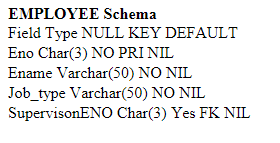 EMPLOYEE Schema
Field Type NULL KEY DEFAULT
Eno Char(3) NO PRI NIL
Ename Varchar(50) NO NIL
Job_type Varchar(50) NO NIL
SupervisonENO Char(3) Yes FK NIL